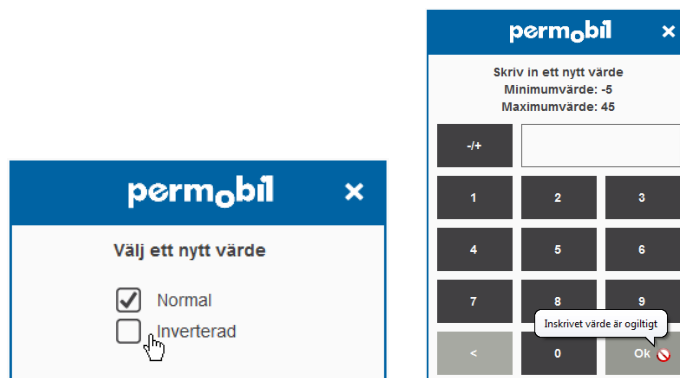 permobil
Välj ett nytt värde
Normal
Inverterad
permobil
Skriv in ett nytt värde
Minimumvärde: -5
Maximumvärde: 45
-/+
1 2 3
4 5 6
7 8 9
Inskrivet värde är ogiltigt
< 0 Ok